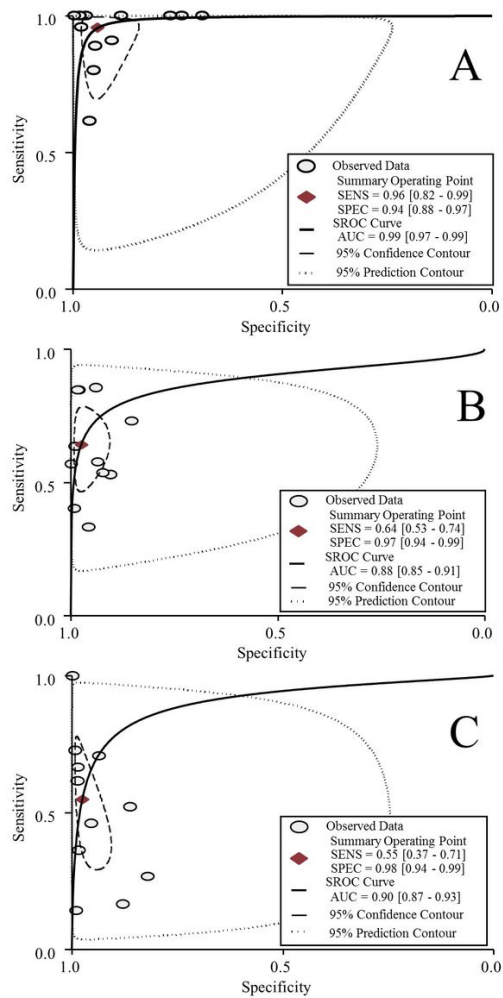 1.0
A
Sensitivity
0.5
Observed Data
Summary Operating Point
SENS = 0.96 [0.82 - 0.99]
SPEC = 0.94 [0.88 - 0.97]
SROC Curve
AUC = 0.99 [0.97 - 0.99]
95% Confidence Contour
95% Prediction Contour
0.0
1.0 0.5 0.0
Specificity
1.0
B
Sensitivity
0.5
Observed Data
Summary Operating Point
SENS = 0.64 [0.53 - 0.74]
SPEC = 0.97 [0.94 - 0.99]
SROC Curve
AUC = 0.88 [0.85 - 0.91]
95% Confidence Contour
95% Prediction Contour
0.0
1.0 0.5 0.0
Specificity
1.0
C
Sensitivity
0.5
Observed Data
Summary Operating Point
SENS = 0.55 [0.37 - 0.71]
SPEC = 0.98 [0.94 - 0.99]
SROC Curve
AUC = 0.90 [0.87 - 0.93]
95% Confidence Contour
95% Prediction Contour
0.0
1.0 0.5 0.0
Specificity